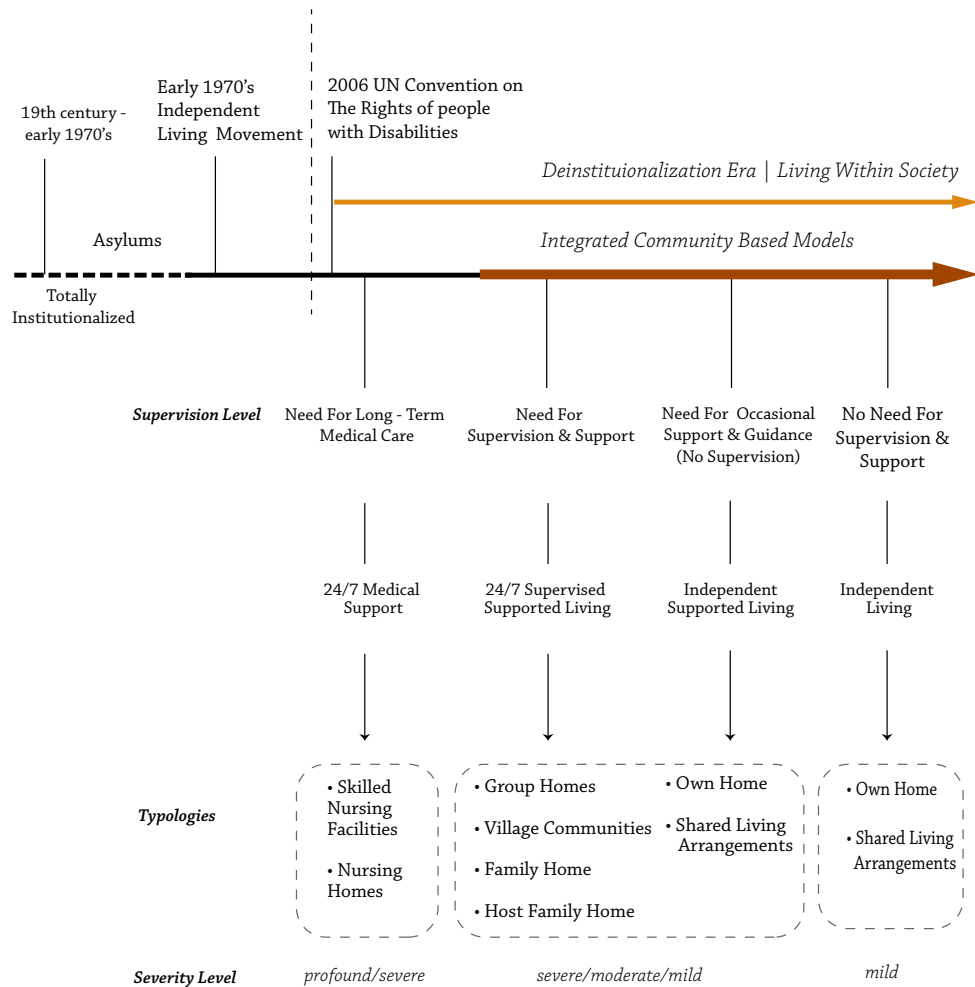 19th century -
early 1970's
Early 1970's
Independent
Living Movement
2006 UN Convention on
The Rights of people
with Disabilities
Deinstituionalization Era | Living Within Society
Asylums
Integrated Community Based Models
Totally
Institutionalized
Supervision Level
Need For Long - Term
Medical Care
Need For
Supervision & Support
Need For Occasional
Support & Guidance
(No Supervision)
No Need For
Supervision &
Support
24/7 Medical
Support
24/7 Supervised
Supported Living
Independent
Supported Living
Independent
Living
Typologies
• Skilled
Nursing
Facilities
• Nursing
Homes
• Group Homes
• Village Communities
• Family Home
• Host Family Home
• Own Home
• Shared Living
Arrangements
• Own Home
• Shared Living
Arrangements
Severity Level
profound/severe
severe/moderate/mild
mild